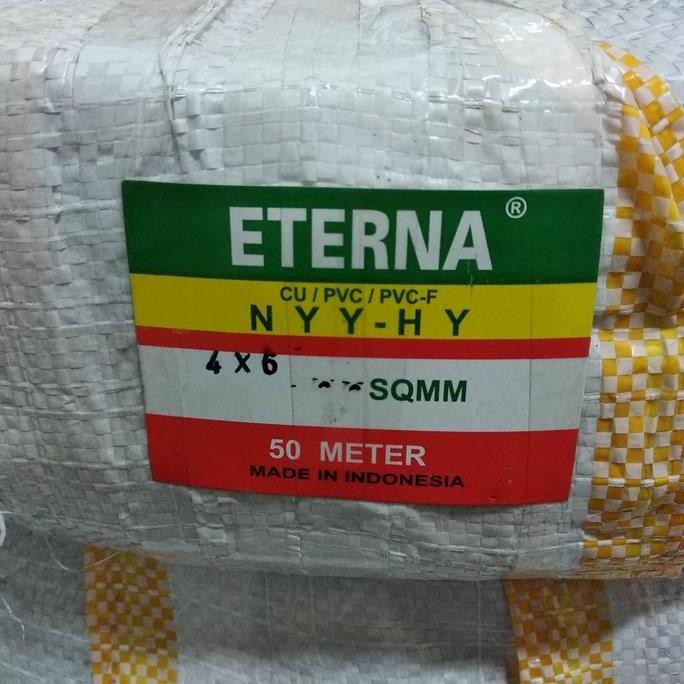 ETERNA ®
CU / PVC / PVC-F
N Y Y - H Y
4 X 6
SQMM
50 METER
MADE IN INDONESIA